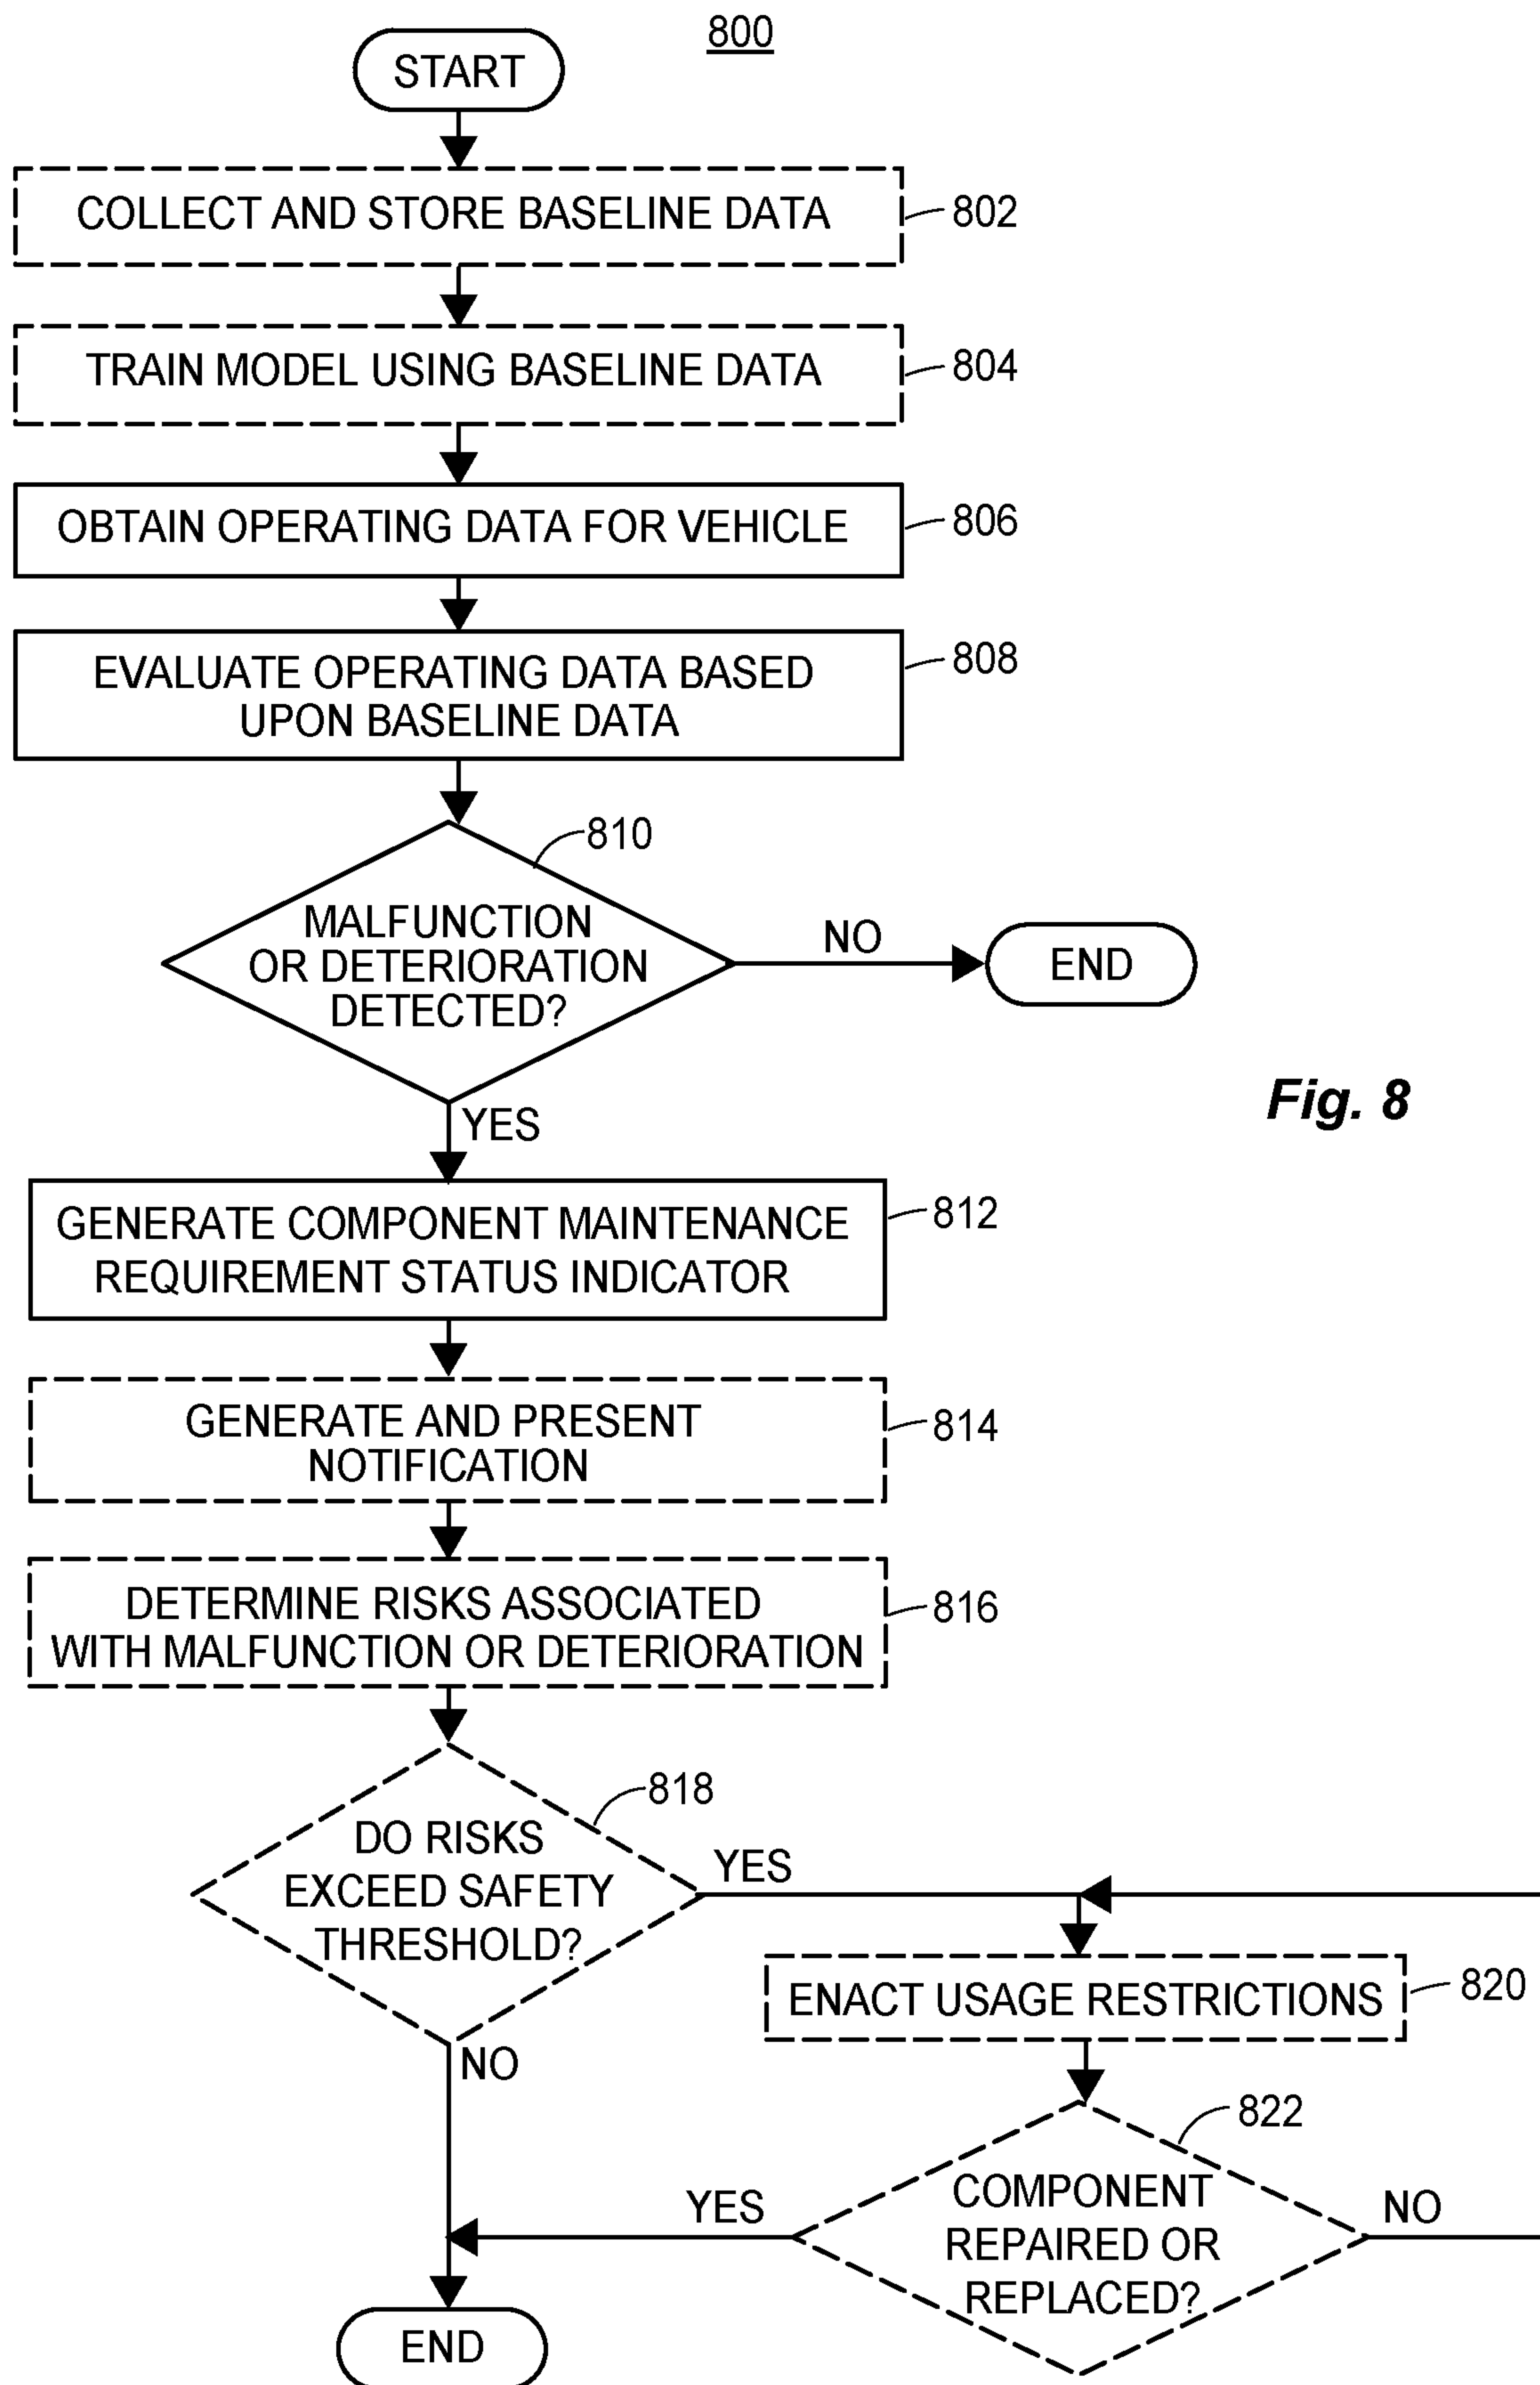 800
START
COLLECT AND STORE BASELINE DATA
802
TRAIN MODEL USING BASELINE DATA
804
OBTAIN OPERATING DATA FOR VEHICLE
806
EVALUATE OPERATING DATA BASED
UPON BASELINE DATA
808
810
MALFUNCTION
OR DETERIORATION
DETECTED?
NO
END
YES
Fig. 8
GENERATE COMPONENT MAINTENANCE
REQUIREMENT STATUS INDICATOR
812
GENERATE AND PRESENT
NOTIFICATION
814
DETERMINE RISKS ASSOCIATED
WITH MALFUNCTION OR DETERIORATION
816
818
DO RISKS
EXCEED SAFETY
THRESHOLD?
YES
NO
ENACT USAGE RESTRICTIONS
820
822
COMPONENT
REPAIRED OR
REPLACED?
YES
NO
END